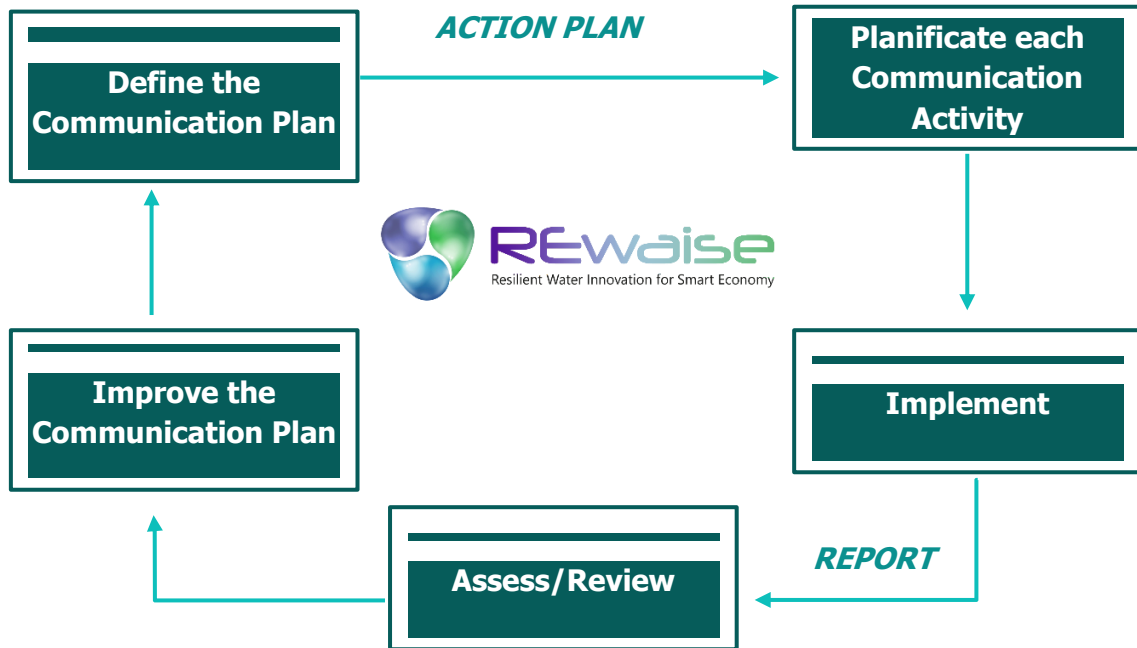 ACTION PLAN
Define the
Communication Plan
Planificate each
Communication
Activity
REwaise
Resilient Water Innovation for Smart Economy
Improve the
Communication Plan
Implement
REPORT
Assess/Review